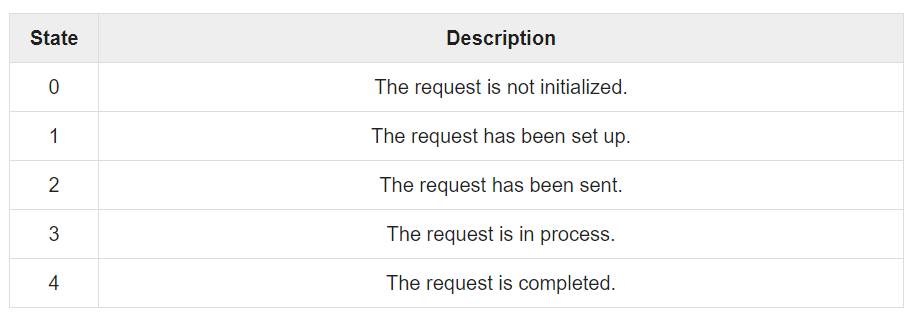 State Description
0 The request is not initialized.
1 The request has been set up.
2 The request has been sent.
3 The request is in process.
4 The request is completed.